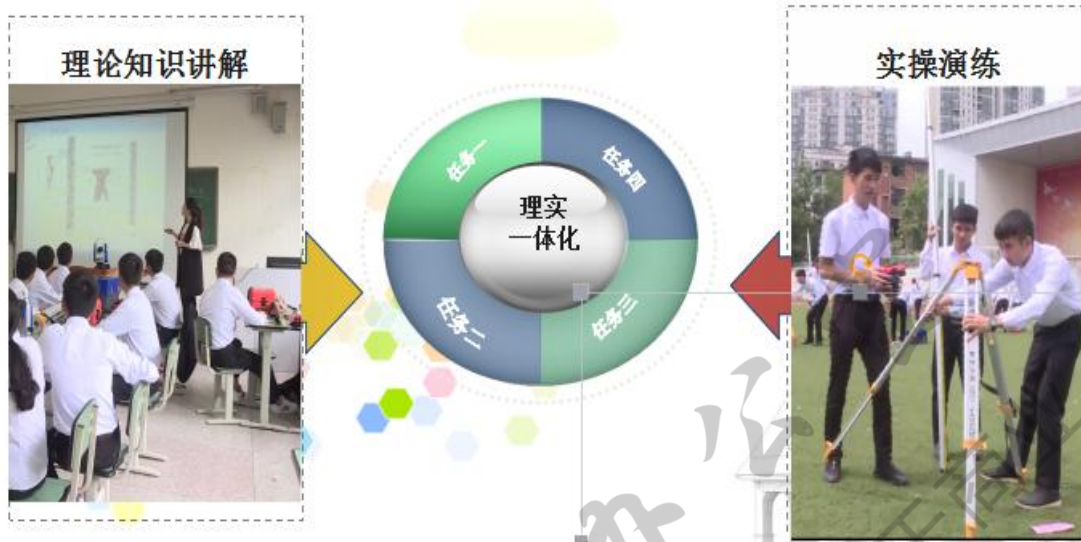 理论知识讲解
实操演练
任务一
任务四
理实
一体化
任务二
任务三